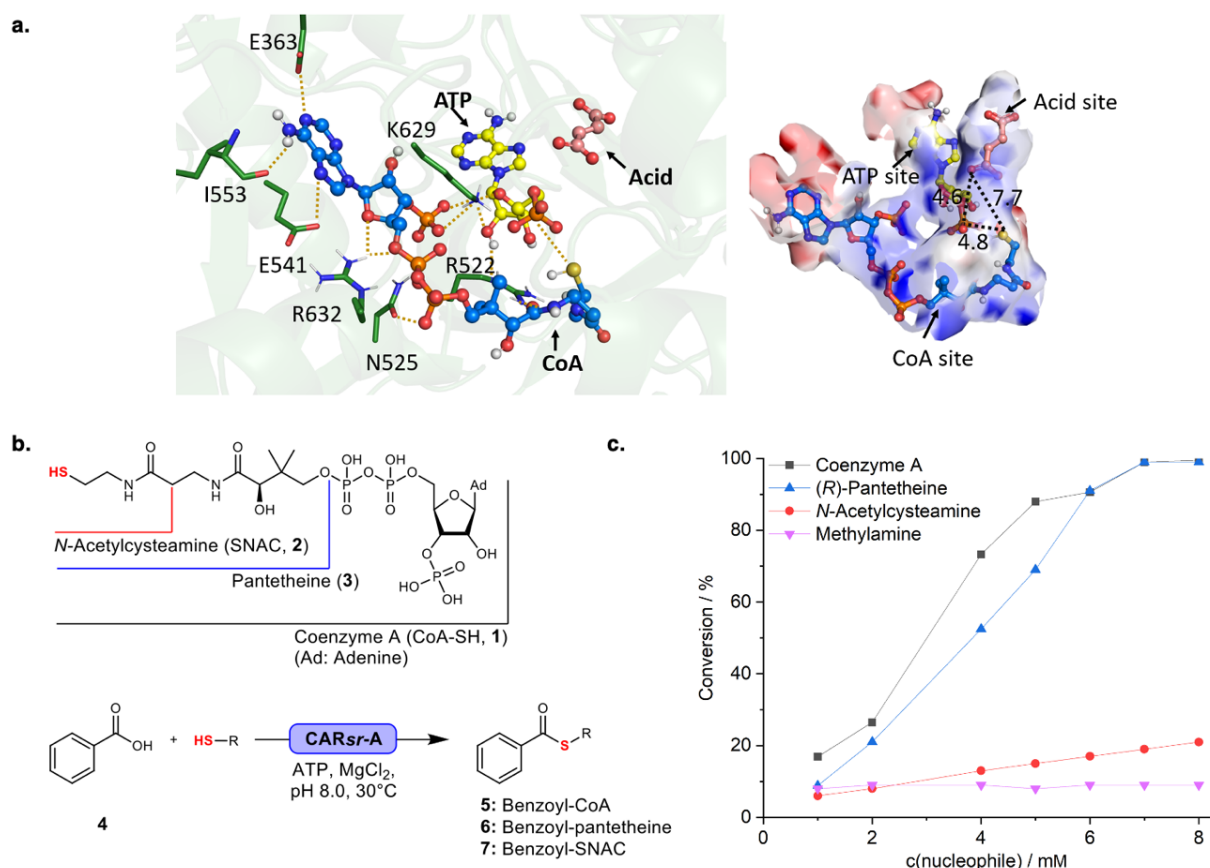 a.
E363
ATP
K629
Acid
I553
E541
R522
R632
N525
CoA
Acid site
ATP site
4.6
7.7
4.8
CoA site
b.
HS
O
N
H
O
N
H
OH
O
P
OH
O
O
P
OH
O
O
O
Ad
OH
O
P
O
HO
OH
N-Acetylcysteamine (SNAC, 2)
Pantetheine (3)
Coenzyme A (CoA-SH, 1)
(Ad: Adenine)
O
OH
+
HS–R
CARsr-A
ATP, MgCl2,
pH 8.0, 30°C
O
S
R
4
5: Benzoyl-CoA
6: Benzoyl-pantetheine
7: Benzoyl-SNAC
c.
Coenzyme A
(R)-Pantetheine
N-Acetylcysteamine
Methylamine
Conversion / %
100
80
60
40
20
0
0 2 4 6 8
c(nucleophile) / mM